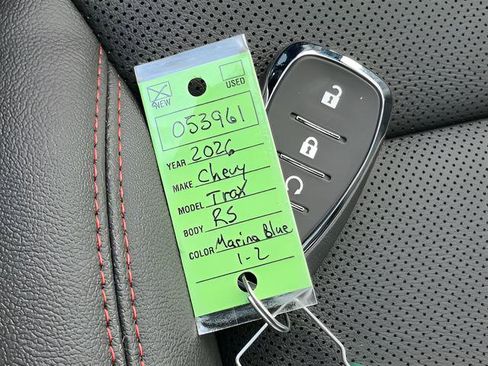 NEW USED
053961
YEAR 2026
MAKE Chevy
MODEL Trax
BODY RS
COLOR Marina Blue
1-2